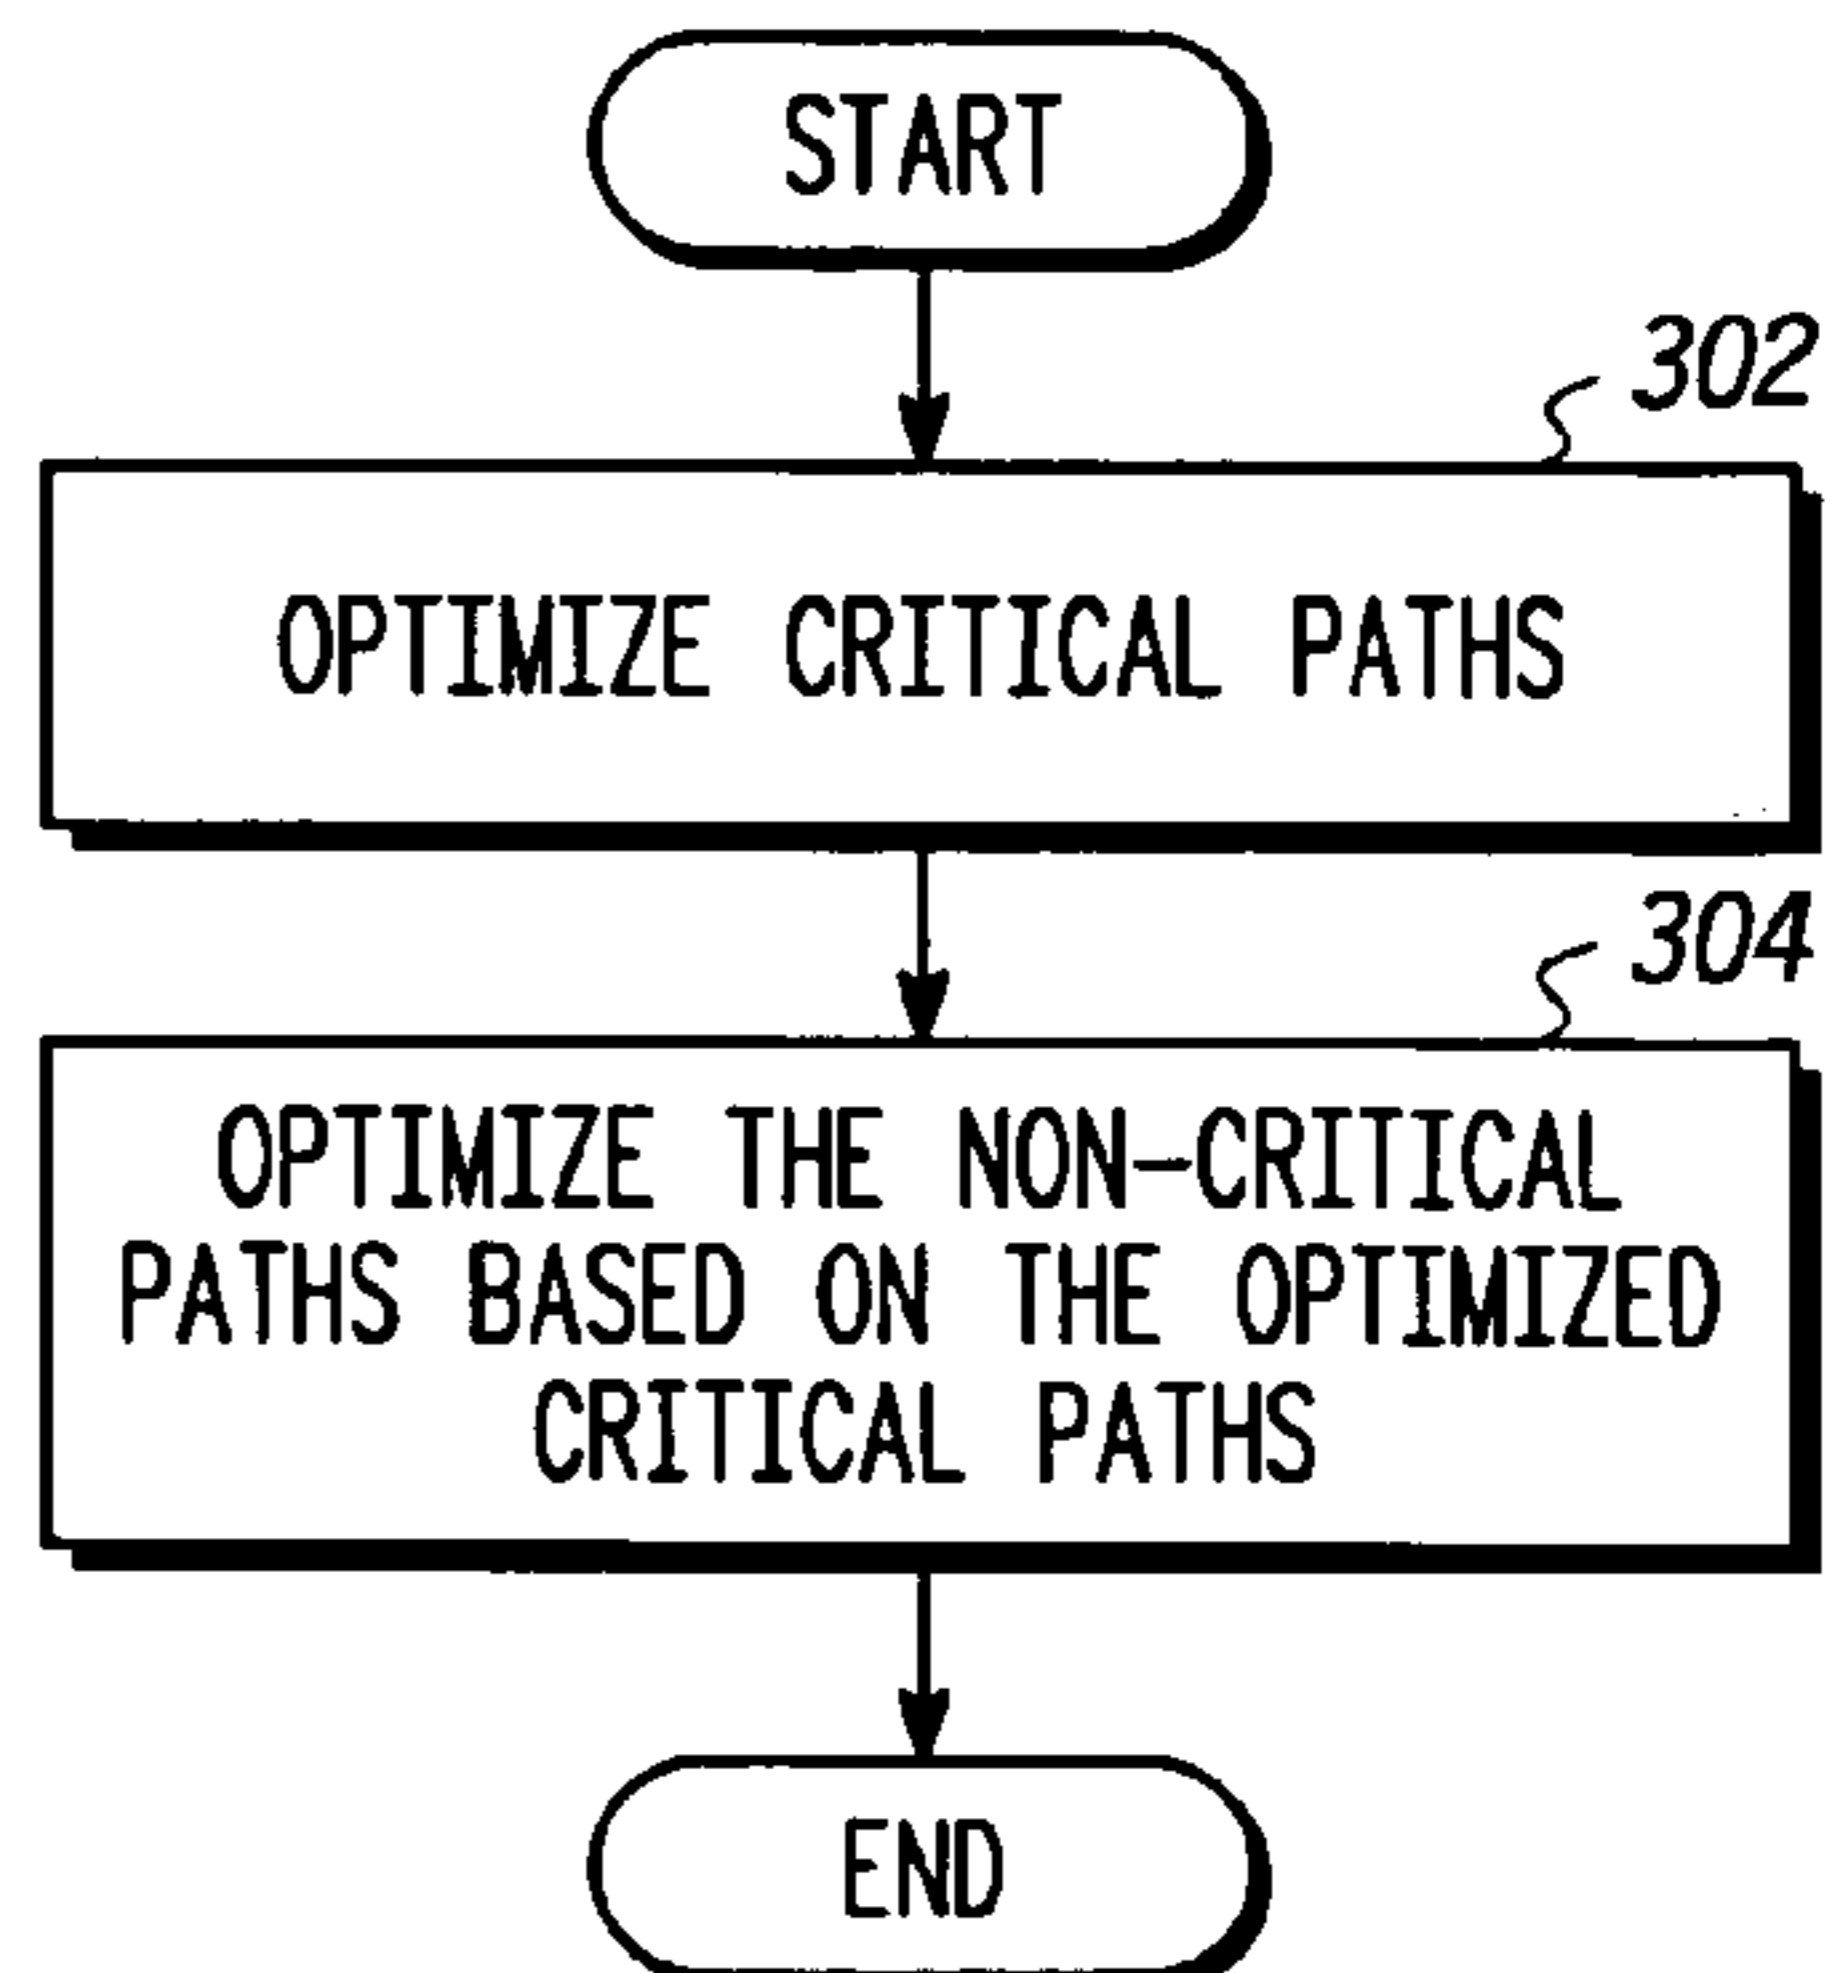 START
302
OPTIMIZE CRITICAL PATHS
304
OPTIMIZE THE NON-CRITICAL
PATHS BASED ON THE OPTIMIZED
CRITICAL PATHS
END